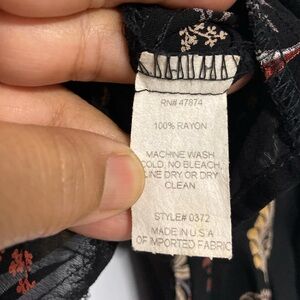 RN# 47874
100% RAYON
MACHINE WASH
COLD, NO BLEACH,
LINE DRY OR DRY
CLEAN
STYLE# 0372
MADE IN U.S.A
OF IMPORTED FABRIC